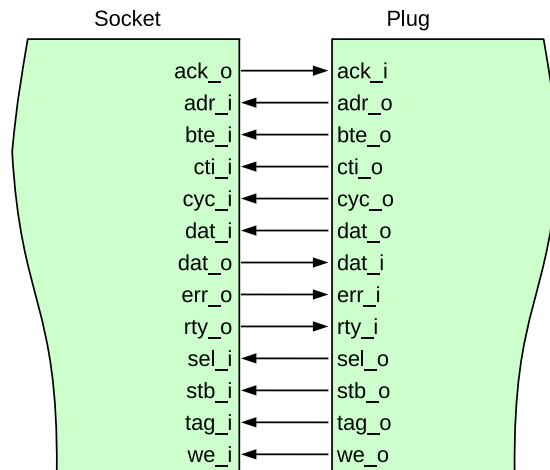 Socket Plug
ack_o ack_i
adr_i adr_o
bte_i bte_o
cti_i cti_o
cyc_i cyc_o
dat_i dat_o
dat_o dat_i
err_o err_i
rty_o rty_i
sel_i sel_o
stb_i stb_o
tag_i tag_o
we_i we_o